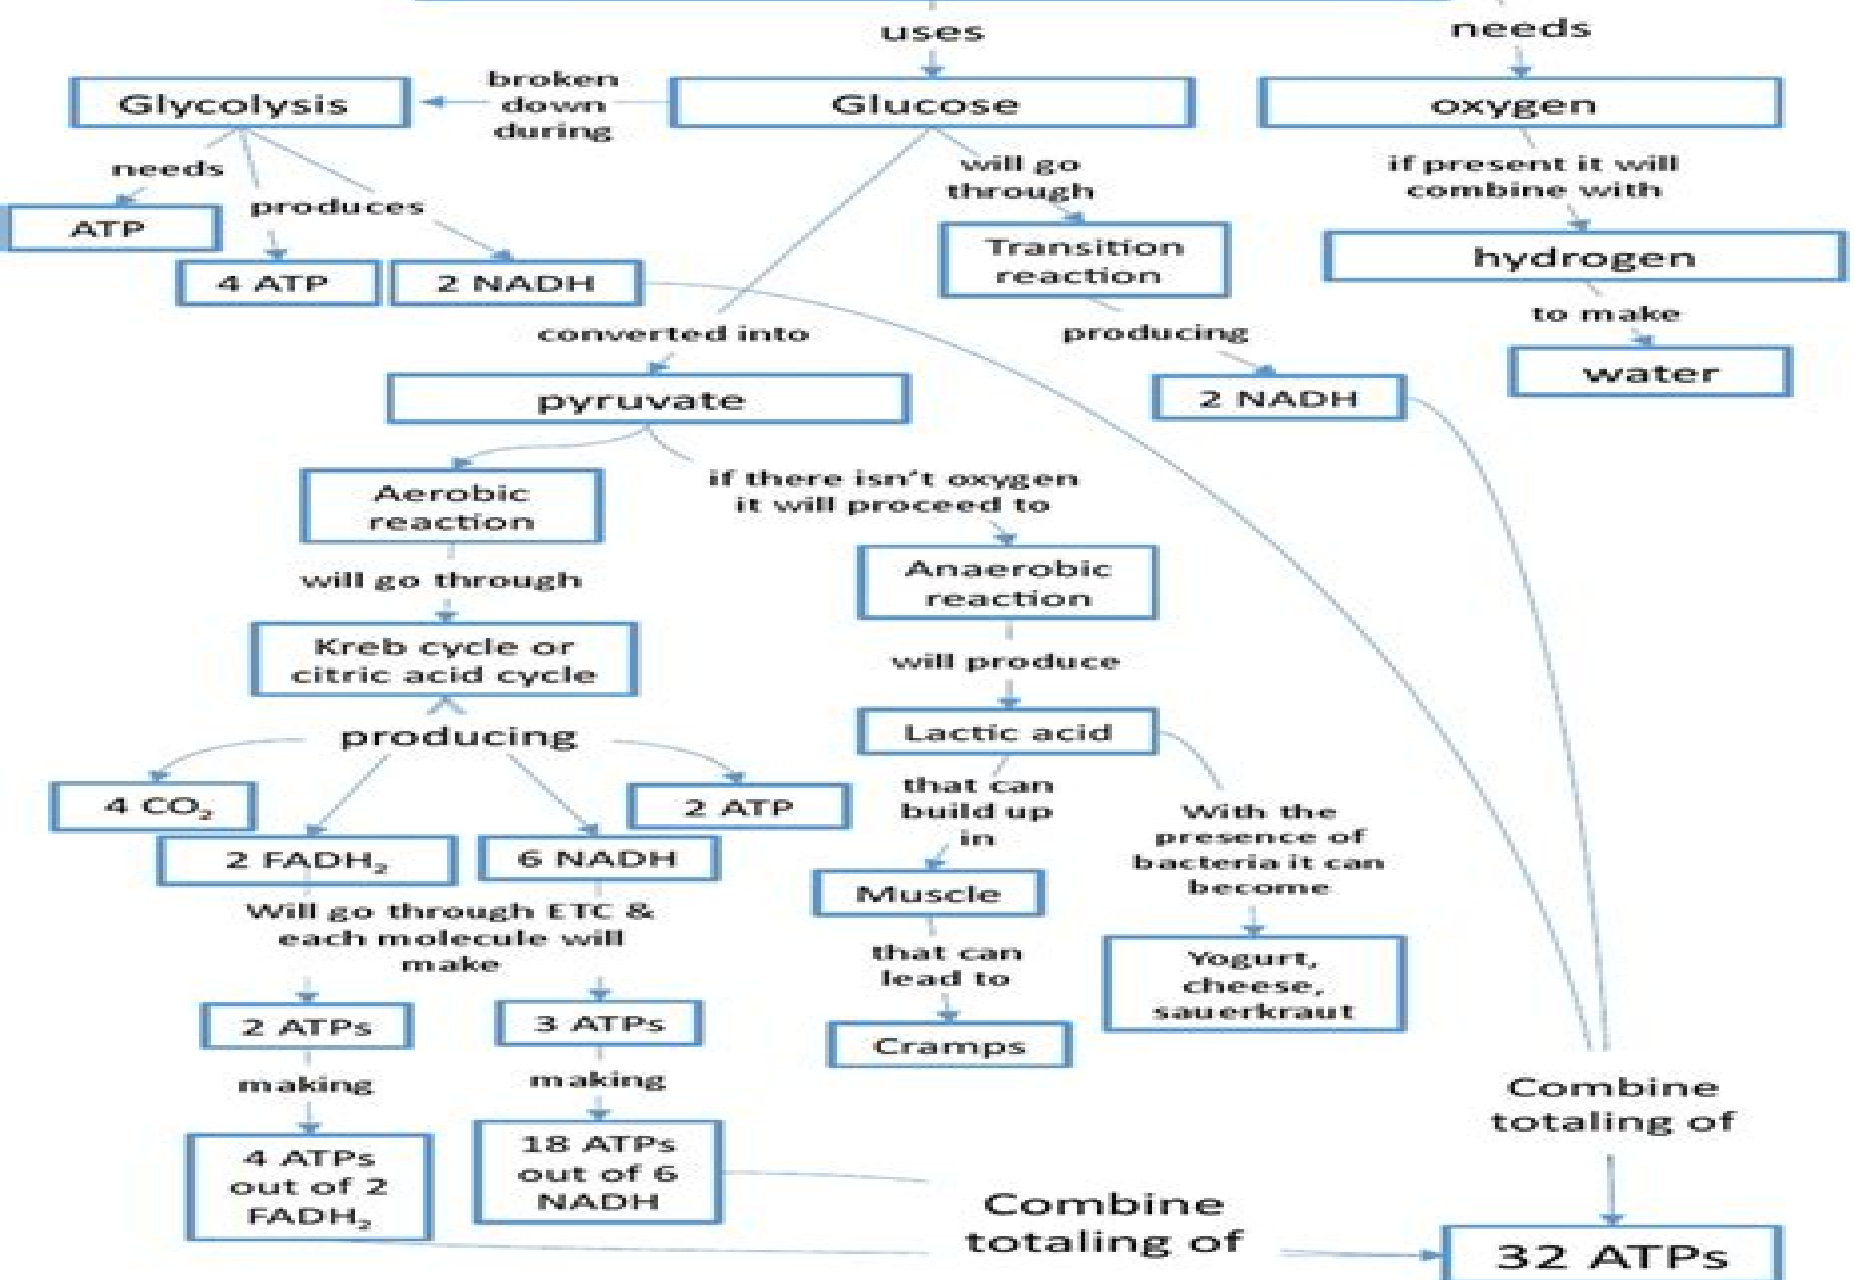 uses
needs
Glycolysis
broken
down
during
Glucose
oxygen
needs
produces
will go
through
if present it will
combine with
ATP
4 ATP
2 NADH
Transition
reaction
hydrogen
converted into
producing
to make
pyruvate
2 NADH
water
Aerobic
reaction
if there isn't oxygen
it will proceed to
will go through
Anaerobic
reaction
Kreb cycle or
citric acid cycle
will produce
producing
Lactic acid
4 CO₂
2 FADH₂
6 NADH
2 ATP
that can
build up
in
With the
presence of
bacteria it can
become
Muscle
Will go through ETC &
each molecule will
make
that can
lead to
Yogurt,
cheese,
sauerkraut
2 ATPs
3 ATPs
Cramps
making
making
4 ATPs
out of 2
FADH₂
18 ATPs
out of 6
NADH
Combine
totaling of
Combine
totaling of
32 ATPs